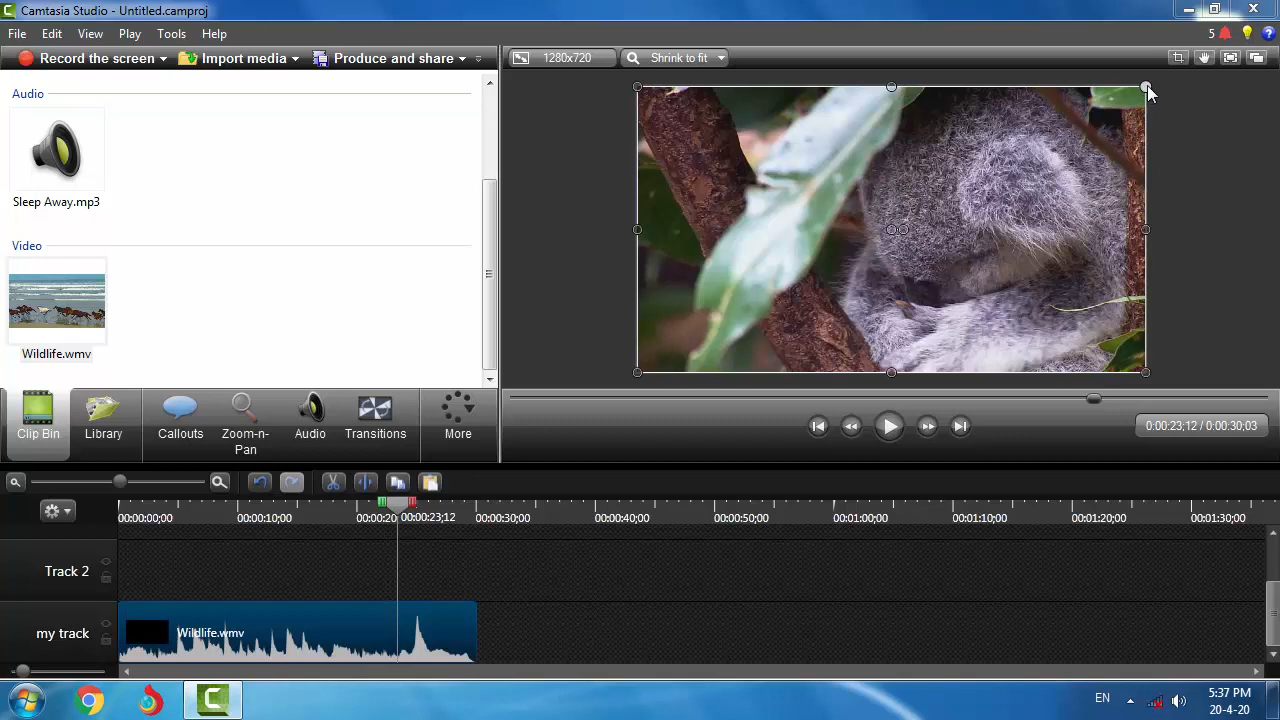 Camtasia Studio - Untitled.camproj
File Edit View Play Tools Help
5
Record the screen Import media Produce and share
1280x720 Shrink to fit
Audio
Sleep Away.mp3
Video
Wildlife.wmv
Clip Bin Library Callouts Zoom-n-Pan Audio Transitions More
0:00:23;12 / 0:00:30;03
00:00:00;00 00:00:10;00 00:00:20 00:00:23;12 00:00:30;00 00:00:40;00 00:00:50;00 00:01:00;00 00:01:10;00 00:01:20;00 00:01:30;00
Track 2
my track
Wildlife.wmv
EN
5:37 PM
20-4-20